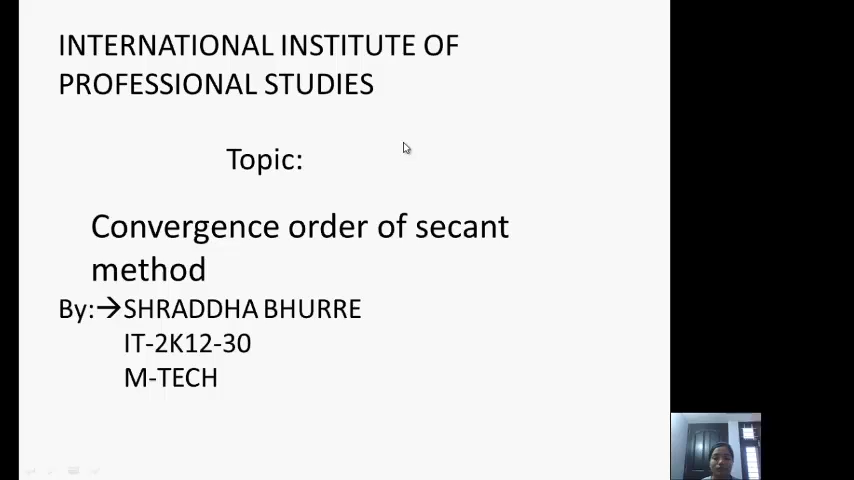 INTERNATIONAL INSTITUTE OF
PROFESSIONAL STUDIES
Topic:
Convergence order of secant
method
By:→SHRADDHA BHURRE
IT-2K12-30
M-TECH